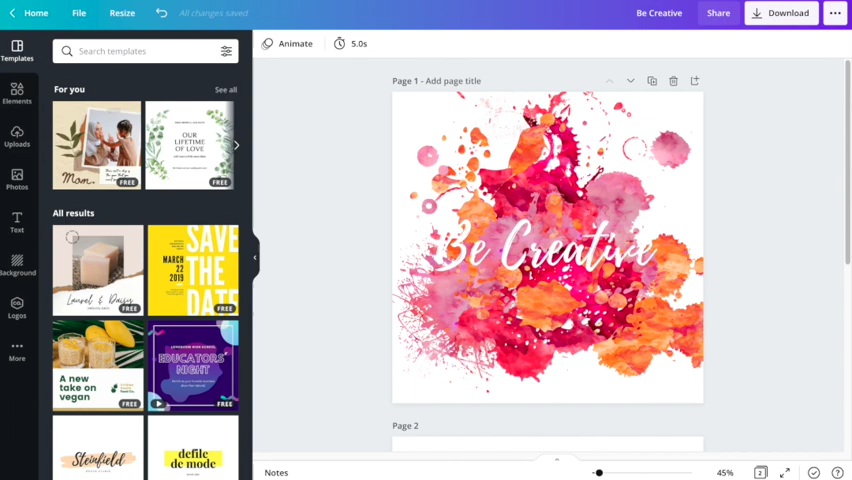 Home File Resize All changes saved Be Creative Share Download
Templates
Elements
Uploads
Photos
Text
Background
Logos
More
Search templates
For you See all
Mom.
FREE
OUR
LIFETIME
OF LOVE
FREE
All results
Laurel & Daisy
FREE
SAVE
THE
DATE
MARCH
22
2019
FREE
A new
take on
vegan
FREE
LONGHORN HIGH SCHOOL
EDUCATORS'
NIGHT
FREE
Steinfield
defile
de mode
Animate 5.0s
Page 1 - Add page title
Be Creative
Page 2
Notes 45% 2